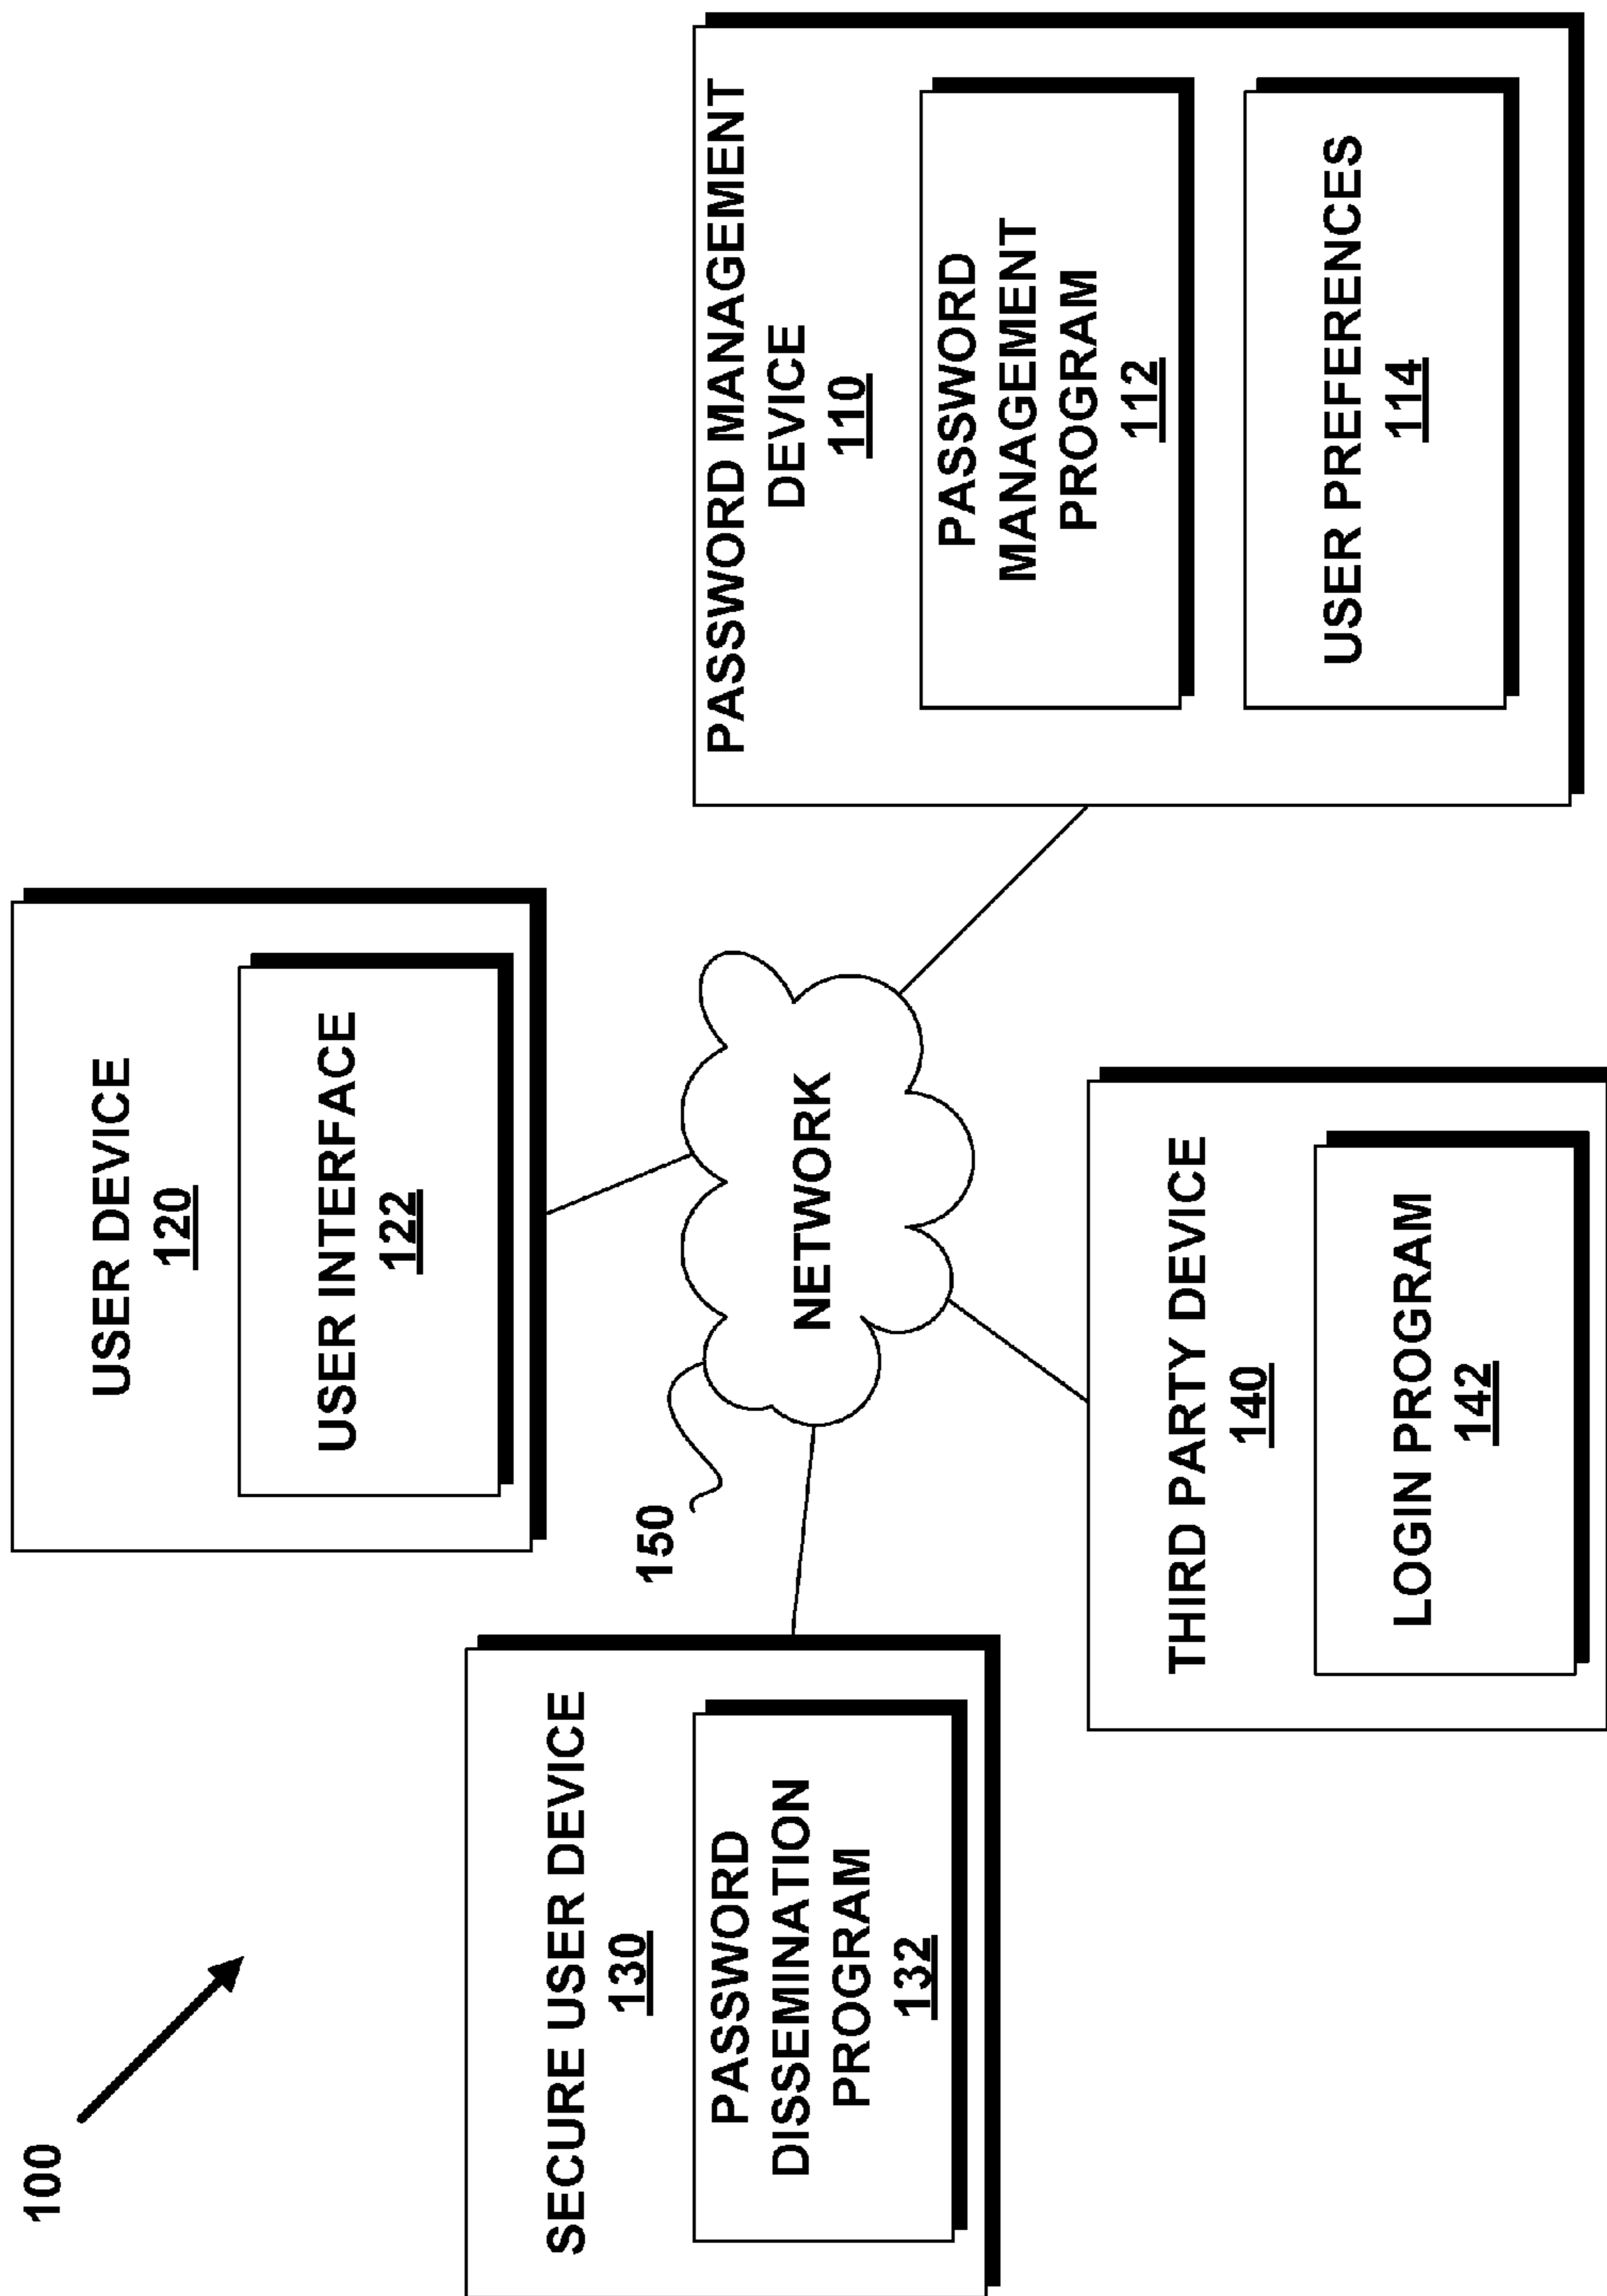 100
USER DEVICE
120
USER INTERFACE
122
SECURE USER DEVICE
130
PASSWORD
DISSEMINATION
PROGRAM
132
150
NETWORK
PASSWORD MANAGEMENT
DEVICE
110
PASSWORD
MANAGEMENT
PROGRAM
112
USER PREFERENCES
114
THIRD PARTY DEVICE
140
LOGIN PROGRAM
142